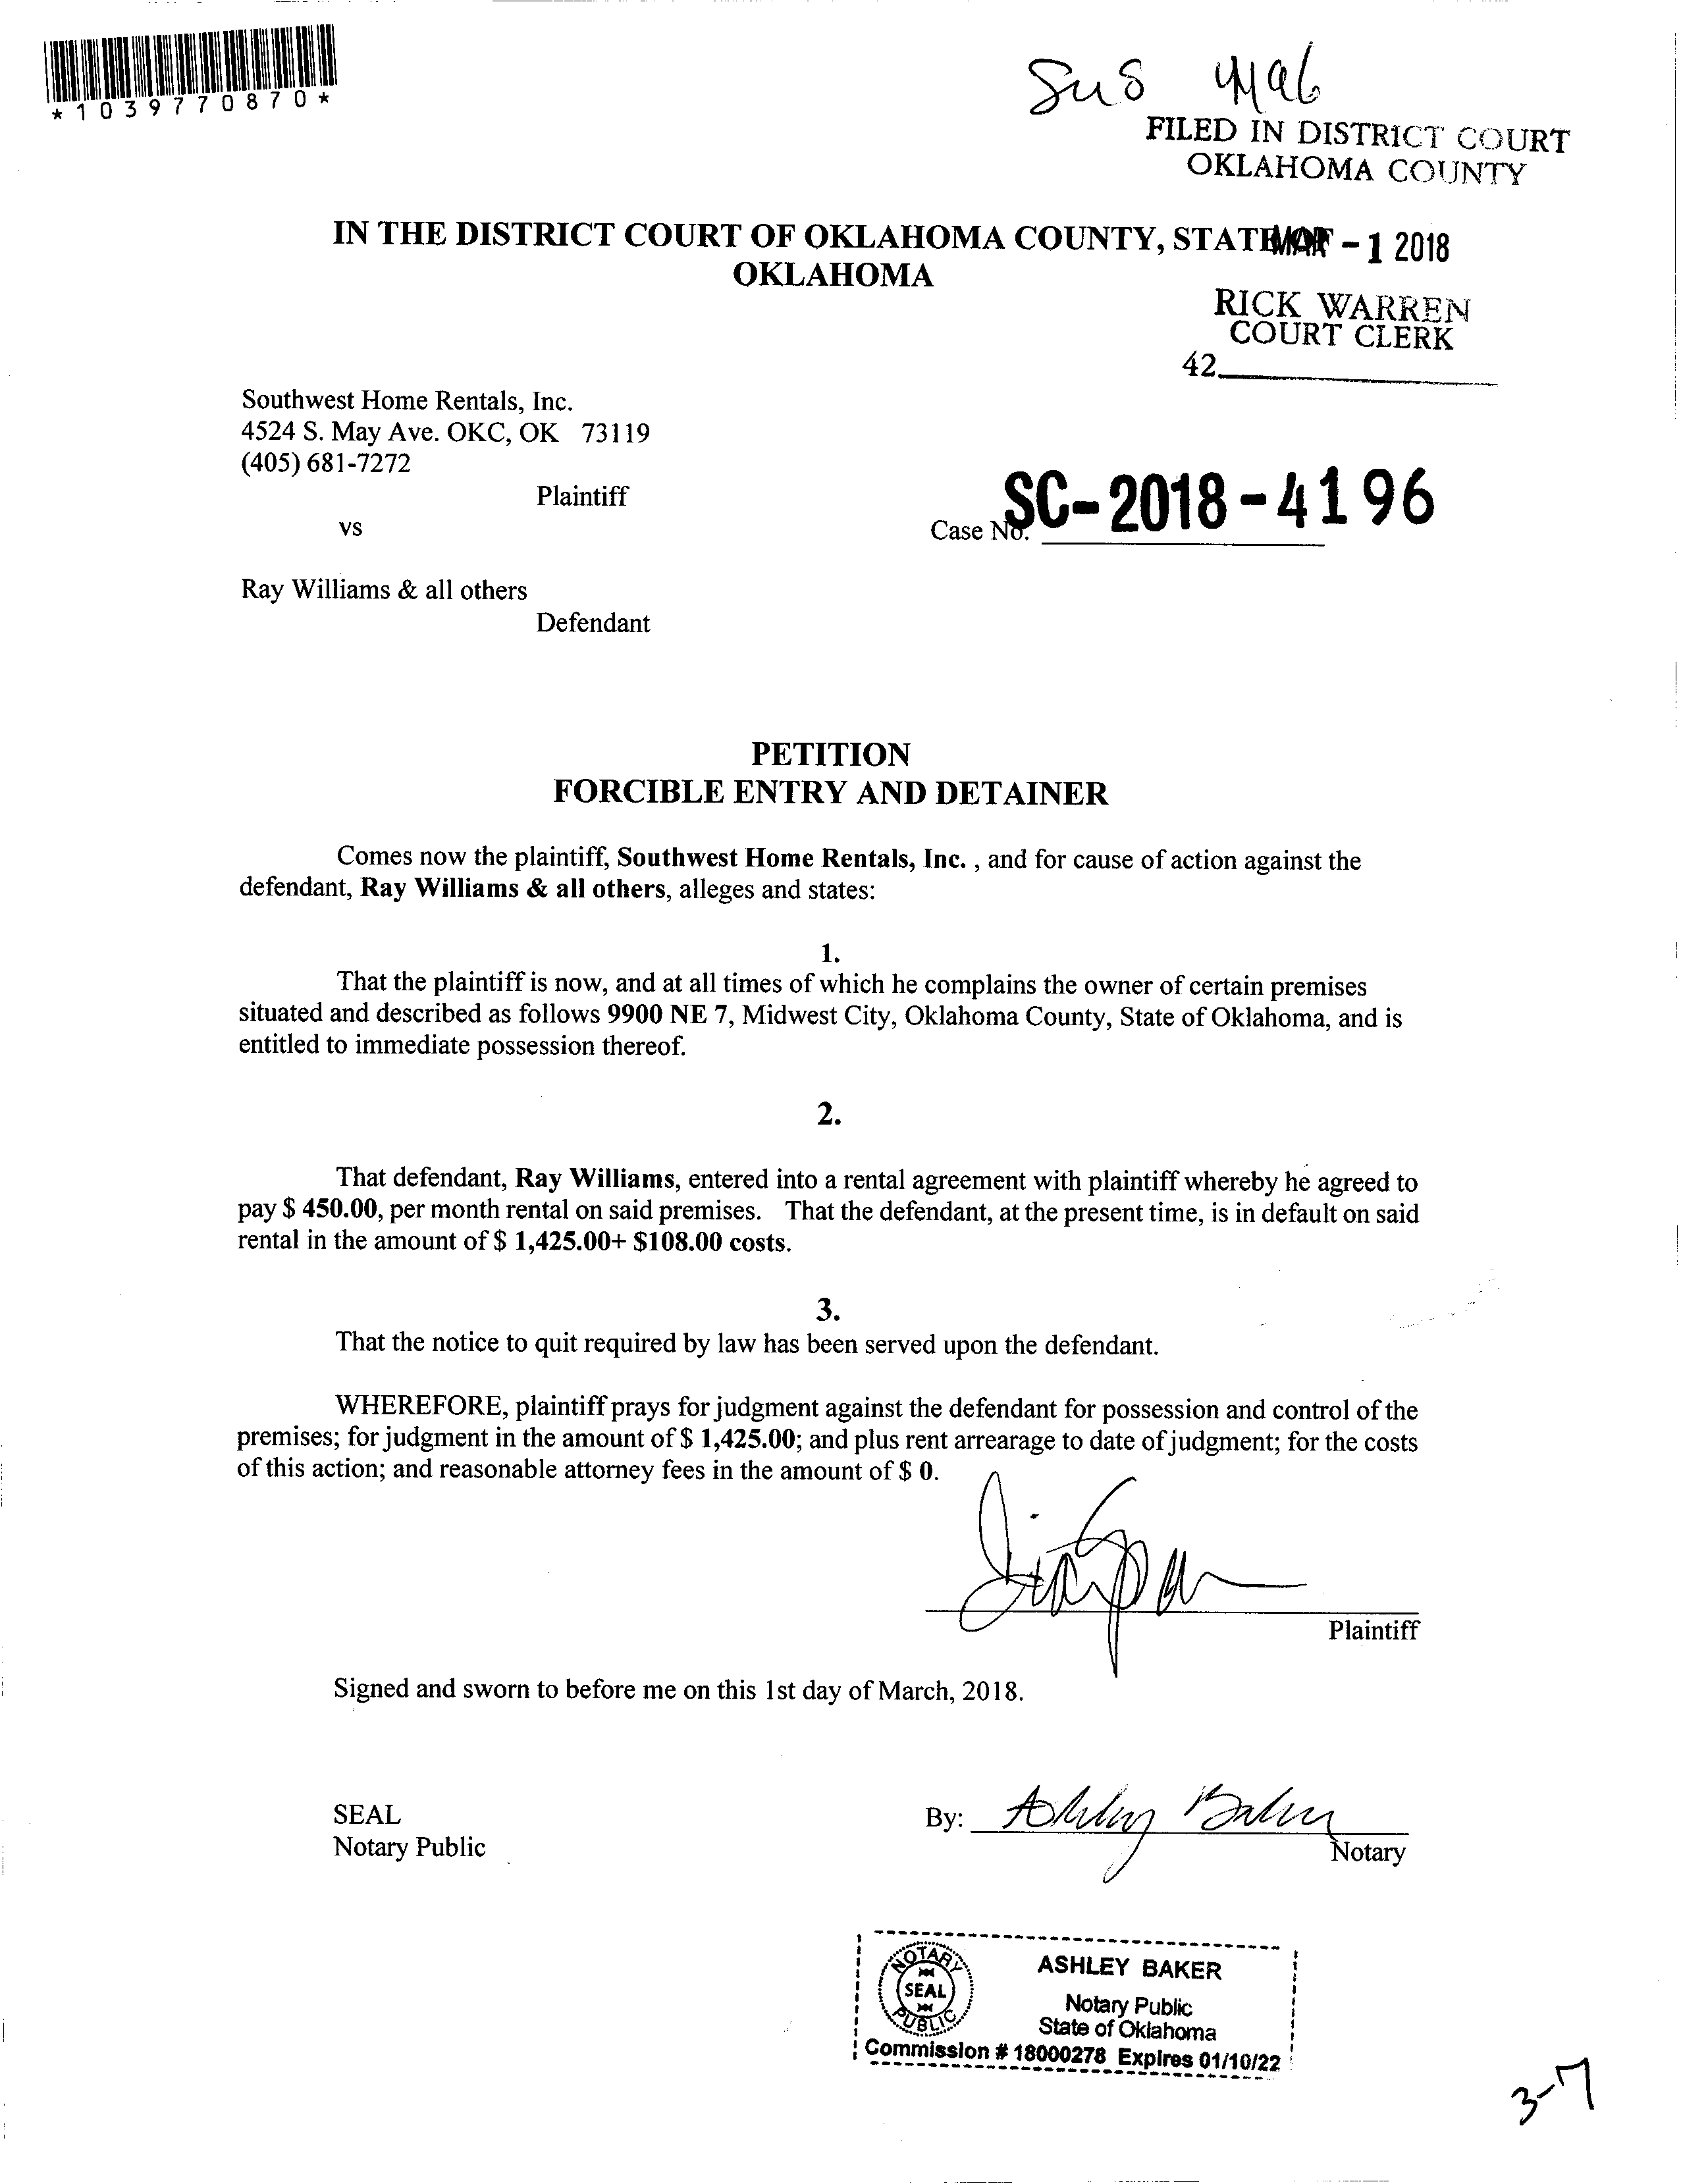 *1039770870*
FILED IN DISTRICT COURT
OKLAHOMA COUNTY
IN THE DISTRICT COURT OF OKLAHOMA COUNTY, STATE OF
OKLAHOMA
MAR - 1 2018
RICK WARREN
COURT CLERK
42
Southwest Home Rentals, Inc.
4524 S. May Ave. OKC, OK 73119
(405) 681-7272
Plaintiff
vs
Case No. SC-2018-4196
Ray Williams & all others
Defendant
PETITION
FORCIBLE ENTRY AND DETAINER
Comes now the plaintiff, Southwest Home Rentals, Inc. , and for cause of action against the
defendant, Ray Williams & all others, alleges and states:
1.
That the plaintiff is now, and at all times of which he complains the owner of certain premises
situated and described as follows 9900 NE 7, Midwest City, Oklahoma County, State of Oklahoma, and is
entitled to immediate possession thereof.
2.
That defendant, Ray Williams, entered into a rental agreement with plaintiff whereby he agreed to
pay $ 450.00, per month rental on said premises. That the defendant, at the present time, is in default on said
rental in the amount of $ 1,425.00+ $108.00 costs.
3.
That the notice to quit required by law has been served upon the defendant.
WHEREFORE, plaintiff prays for judgment against the defendant for possession and control of the
premises; for judgment in the amount of $ 1,425.00; and plus rent arrearage to date of judgment; for the costs
of this action; and reasonable attorney fees in the amount of $ 0.
Plaintiff
Signed and sworn to before me on this 1st day of March, 2018.
SEAL
By: Ashley Baker
Notary Public
Notary
NOTARY
SEAL
PUBLIC
ASHLEY BAKER
Notary Public
State of Oklahoma
Commission # 18000278 Expires 01/10/22
3-7